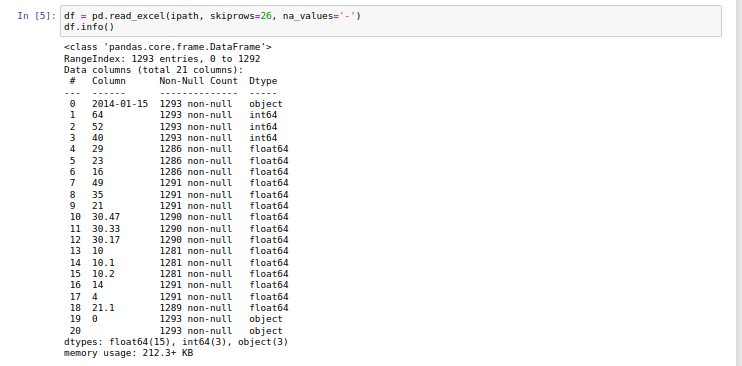 In [5]: df = pd.read_excel(ipath, skiprows=26, na_values='-')
df.info()
<class 'pandas.core.frame.DataFrame'>
RangeIndex: 1293 entries, 0 to 1292
Data columns (total 21 columns):
 #   Column      Non-Null Count  Dtype
---  ------      --------------  -----
 0   2014-01-15  1293 non-null   object
 1   64          1293 non-null   int64
 2   52          1293 non-null   int64
 3   40          1293 non-null   int64
 4   29          1286 non-null   float64
 5   23          1286 non-null   float64
 6   16          1286 non-null   float64
 7   49          1291 non-null   float64
 8   35          1291 non-null   float64
 9   21          1291 non-null   float64
 10  30.47       1290 non-null   float64
 11  30.33       1290 non-null   float64
 12  30.17       1290 non-null   float64
 13  10          1281 non-null   float64
 14  10.1        1281 non-null   float64
 15  10.2        1281 non-null   float64
 16  14          1291 non-null   float64
 17  4           1291 non-null   float64
 18  21.1        1289 non-null   float64
 19  0           1293 non-null   object
 20              1293 non-null   object
dtypes: float64(15), int64(3), object(3)
memory usage: 212.3+ KB